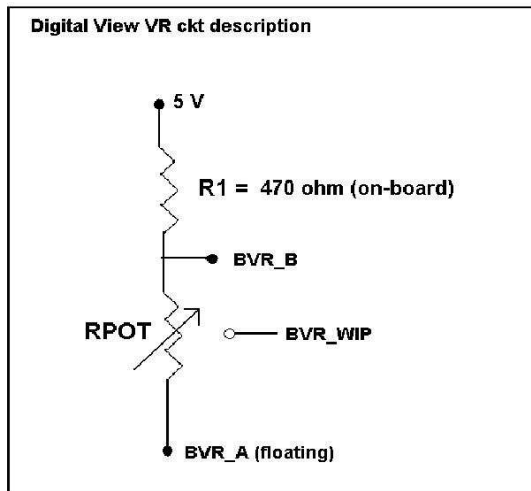 Digital View VR ckt description
5 V
R1 = 470 ohm (on-board)
BVR_B
RPOT
BVR_WIP
BVR_A (floating)